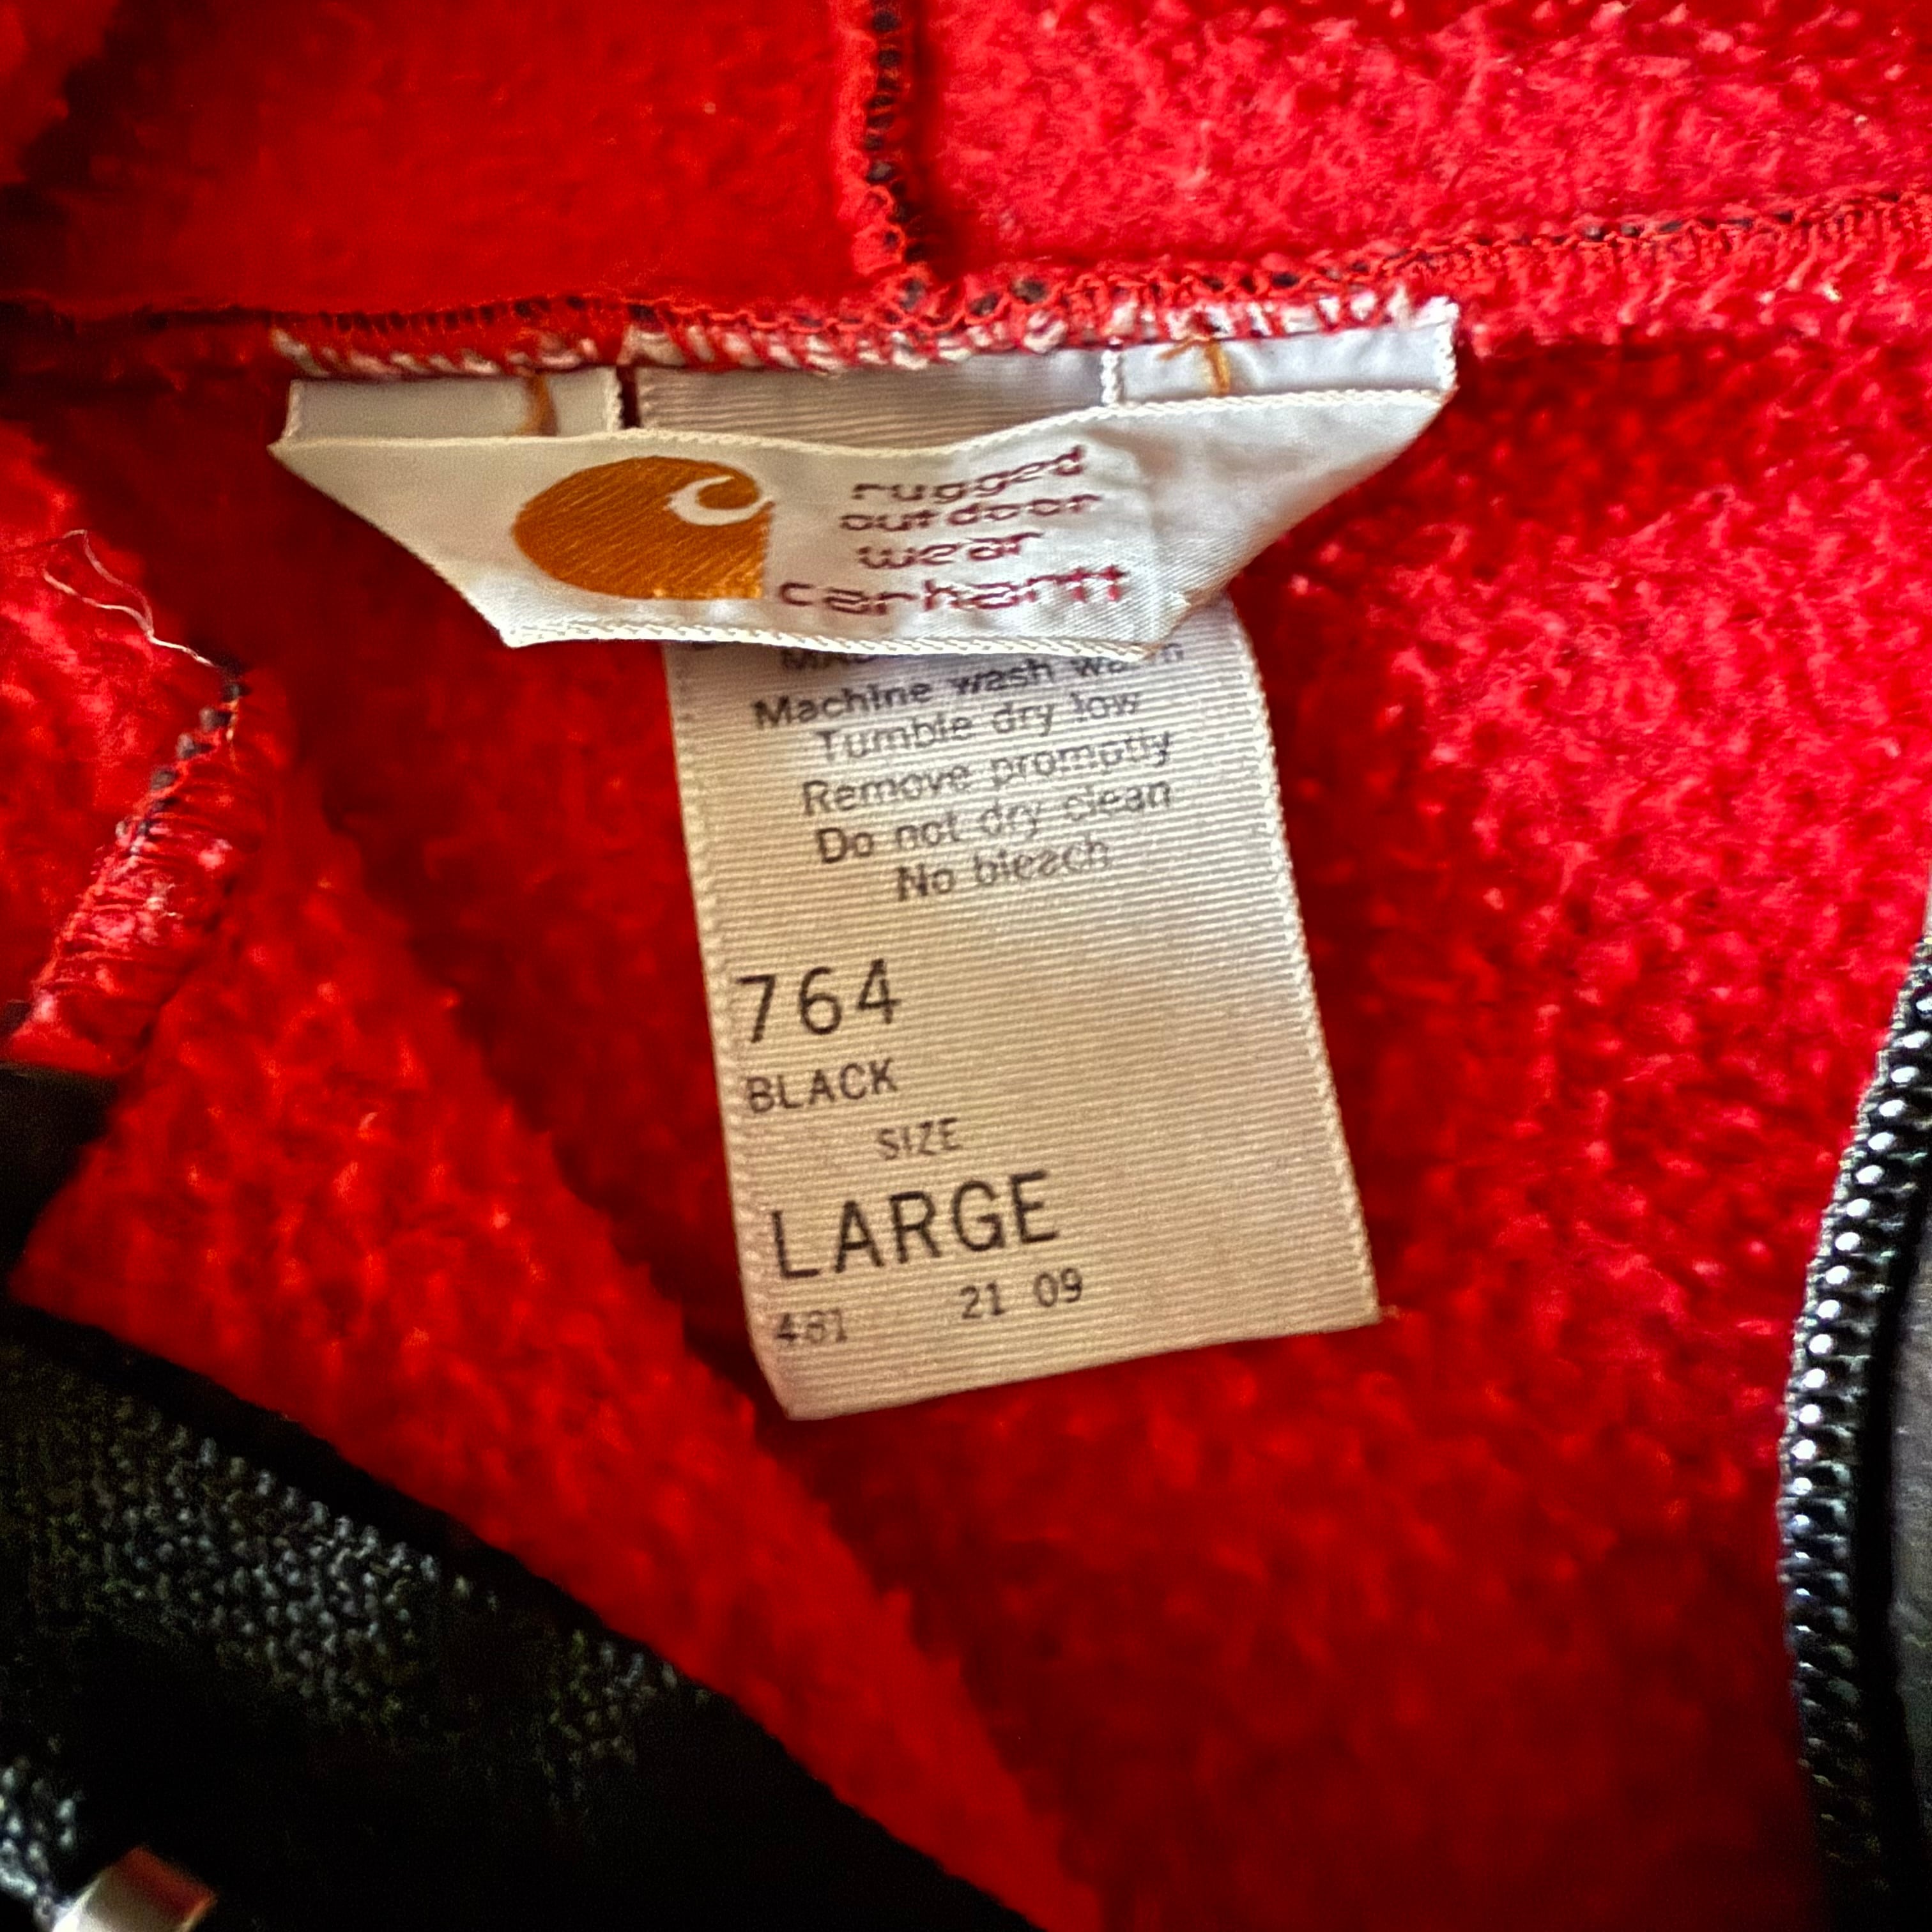 rugged
outdoor
wear
carhartt
Machine wash warm
Tumble dry low
Remove promptly
Do not dry clean
No bleach
764
BLACK
SIZE
LARGE
21 09